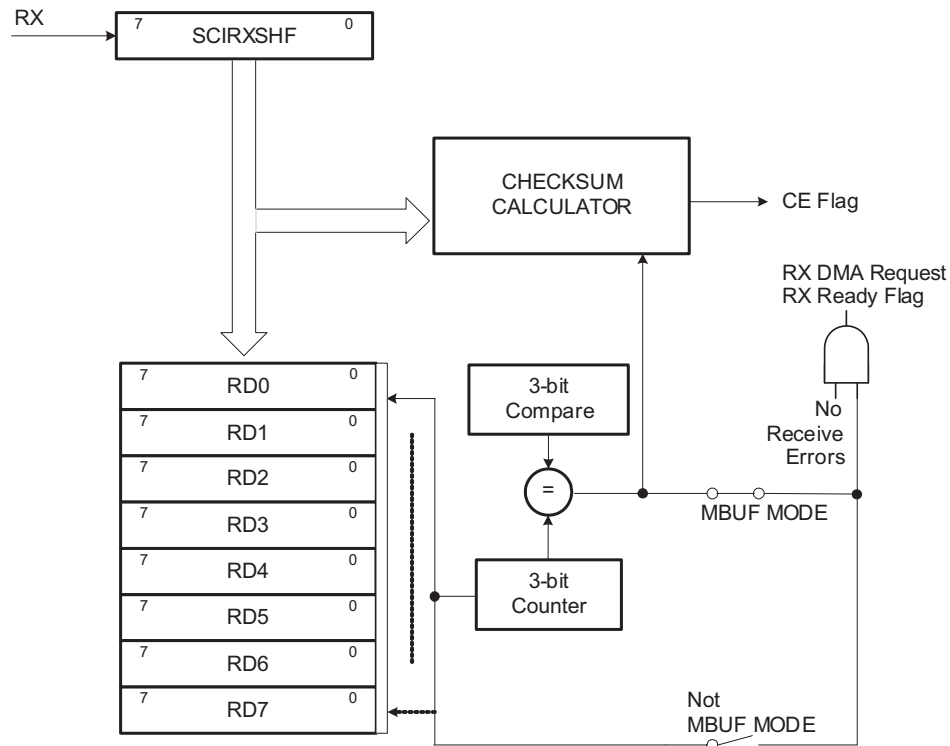 RX
7 SCIRXSHF 0
CHECKSUM
CALCULATOR
CE Flag
RX DMA Request
RX Ready Flag
7 RD0 0
7 RD1 0
7 RD2 0
7 RD3 0
7 RD4 0
7 RD5 0
7 RD6 0
7 RD7 0
3-bit
Compare
=
3-bit
Counter
No
Receive
Errors
MBUF MODE
Not
MBUF MODE